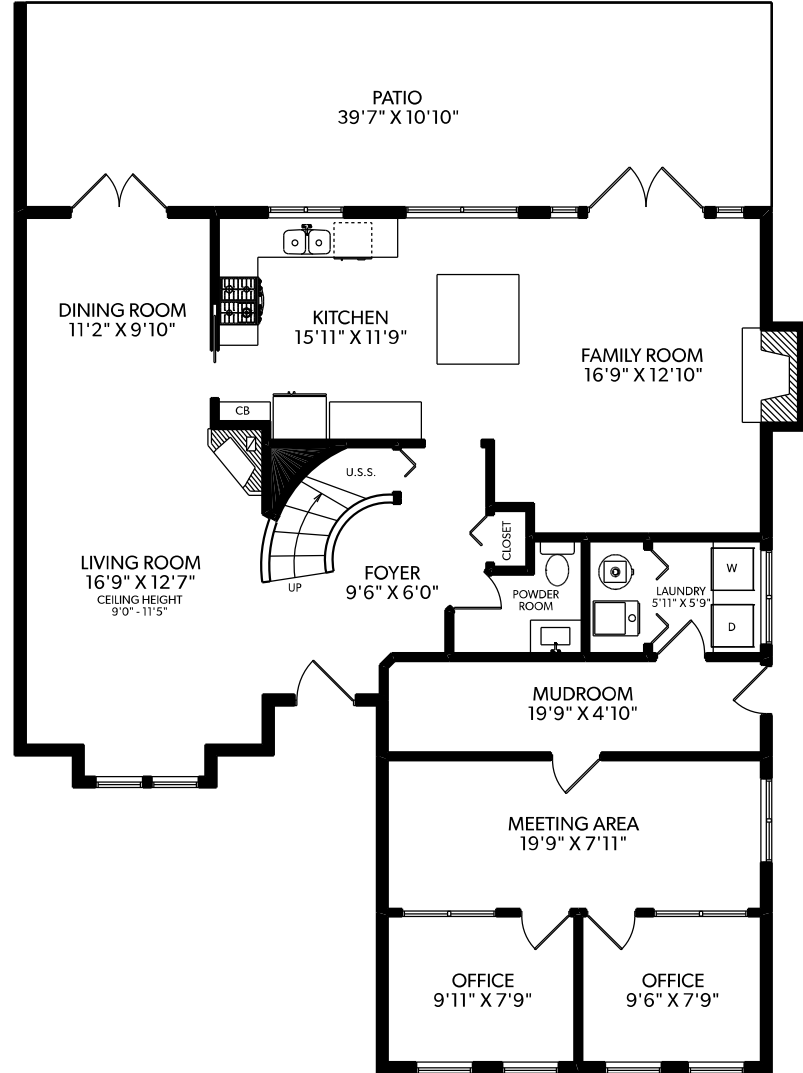 PATIO
39'7" X 10'10"
DINING ROOM
11'2" X 9'10"
KITCHEN
15'11" X 11'9"
FAMILY ROOM
16'9" X 12'10"
CB
U.S.S.
UP
LIVING ROOM
16'9" X 12'7"
CEILING HEIGHT
9'0" - 11'5"
FOYER
9'6" X 6'0"
CLOSET
POWDER
ROOM
LAUNDRY
5'11" X 5'9"
W
D
MUDROOM
19'9" X 4'10"
MEETING AREA
19'9" X 7'11"
OFFICE
9'11" X 7'9"
OFFICE
9'6" X 7'9"